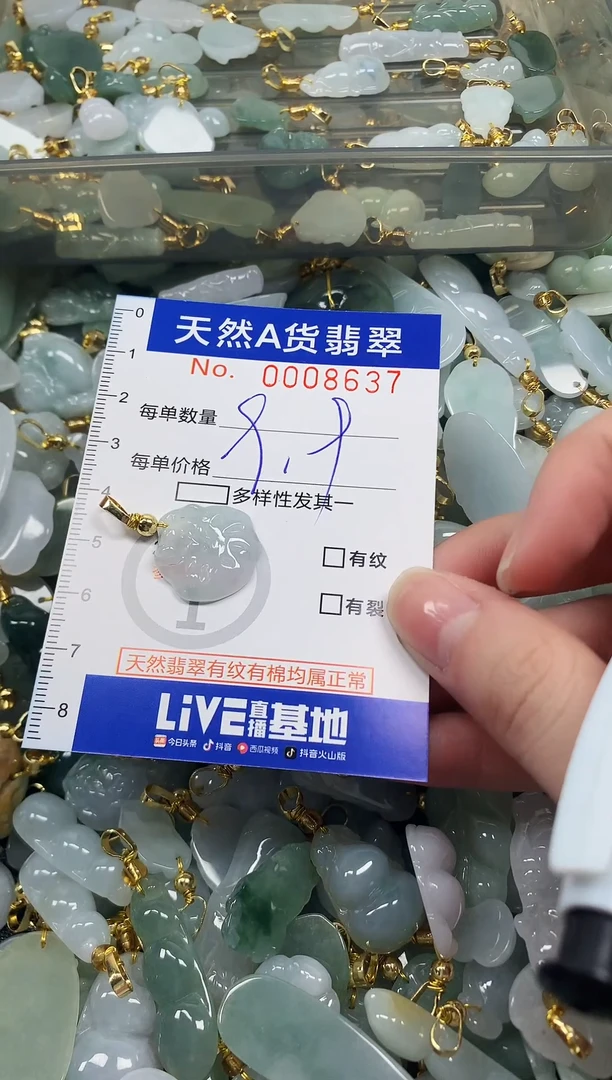 天然A货翡翠
No. 0008637
每单数量
9.9
每单价格
多样性发其一
有纹
有裂
天然翡翠有纹有棉均属正常
LiVE直播基地
今日头条 抖音 西瓜视频 抖音火山版
0
1
2
3
4
5
6
7
8